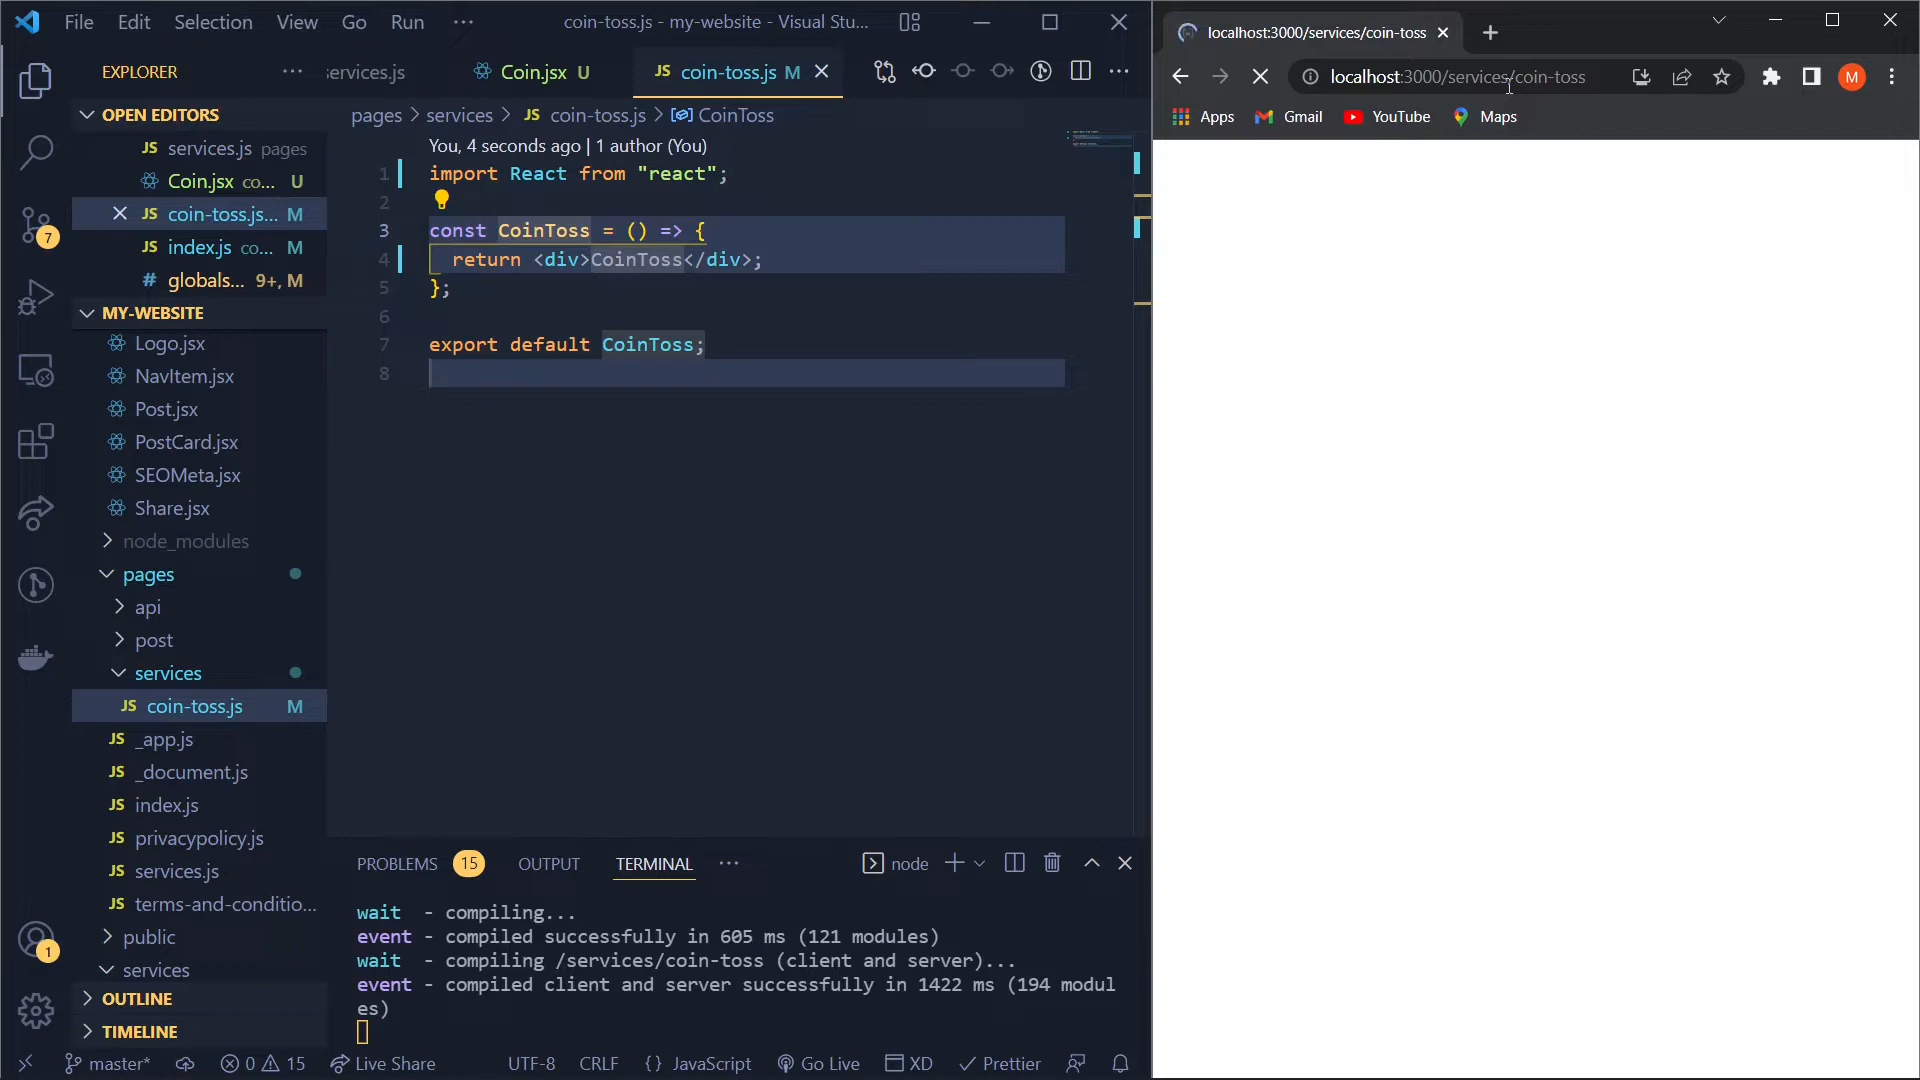 File Edit Selection View Go Run ···
coin-toss.js - my-website - Visual Stu...
EXPLORER ···
OPEN EDITORS
JS services.js pages
Coin.jsx co... U
JS coin-toss.js... M
JS index.js co... M
# globals... 9+, M
MY-WEBSITE
Logo.jsx
NavItem.jsx
Post.jsx
PostCard.jsx
SEOMeta.jsx
Share.jsx
node_modules
pages
api
post
services
JS coin-toss.js M
JS _app.js
JS _document.js
JS index.js
JS privacypolicy.js
JS services.js
JS terms-and-conditio...
public
services
OUTLINE
TIMELINE
7
1
services.js
Coin.jsx U
JS coin-toss.js M
pages > services > JS coin-toss.js > CoinToss
You, 4 seconds ago | 1 author (You)
1 import React from "react";
2
3 const CoinToss = () => {
4 return <div>CoinToss</div>;
5 };
6
7 export default CoinToss;
8
PROBLEMS 15 OUTPUT TERMINAL ··· node
wait - compiling...
event - compiled successfully in 605 ms (121 modules)
wait - compiling /services/coin-toss (client and server)...
event - compiled client and server successfully in 1422 ms (194 modul
es)
master* 0 15 Live Share UTF-8 CRLF {} JavaScript Go Live XD Prettier
localhost:3000/services/coin-toss
localhost:3000/services/coin-toss
M
Apps Gmail YouTube Maps